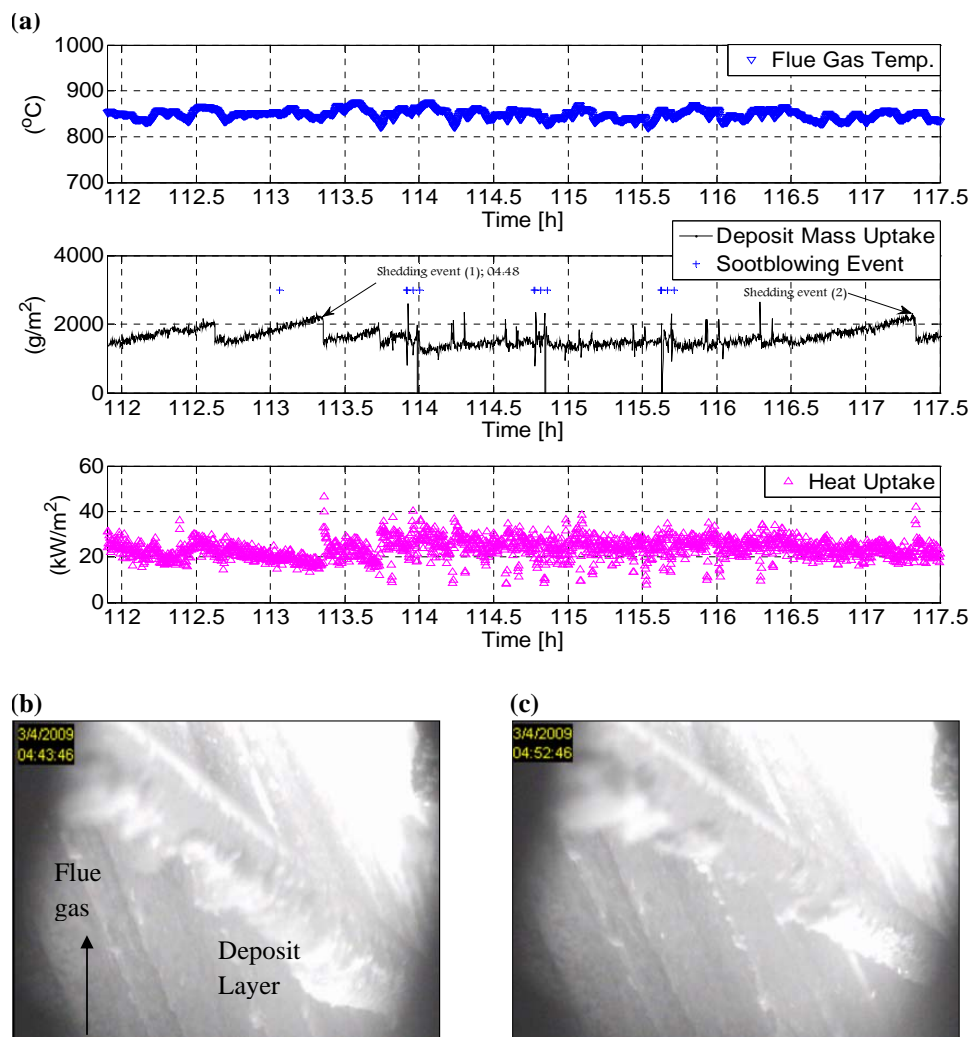 (a)
1000
900
800
700
(°C)
Flue Gas Temp.
112 112.5 113 113.5 114 114.5 115 115.5 116 116.5 117 117.5
Time [h]
4000
2000
0
(g/m²)
Deposit Mass Uptake
Sootblowing Event
Shedding event (1); 04.48
Shedding event (2)
112 112.5 113 113.5 114 114.5 115 115.5 116 116.5 117 117.5
Time [h]
60
40
20
0
(kW/m²)
Heat Uptake
112 112.5 113 113.5 114 114.5 115 115.5 116 116.5 117 117.5
Time [h]
(b)
3/4/2009
04:43:46
Flue
gas
Deposit
Layer
(c)
3/4/2009
04:52:46